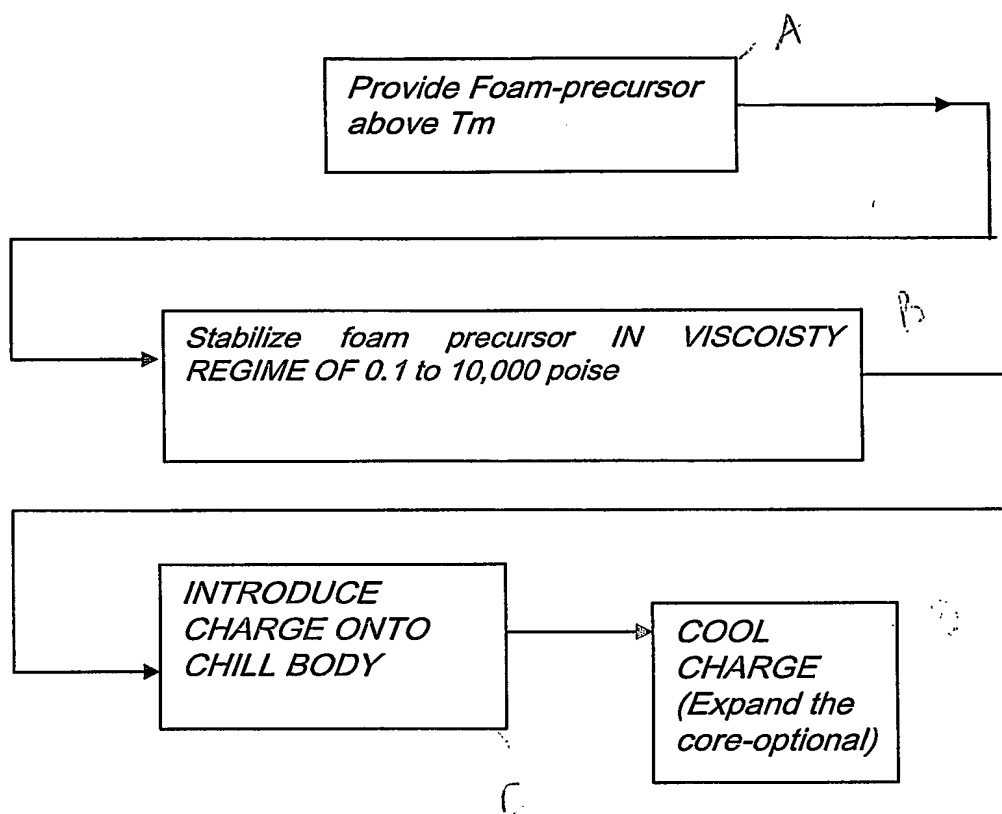 A
Provide Foam-precursor
above Tm
B
Stabilize foam precursor IN VISCOISTY
REGIME OF 0.1 to 10,000 poise
INTRODUCE
CHARGE ONTO
CHILL BODY
COOL
CHARGE
(Expand the
core-optional)